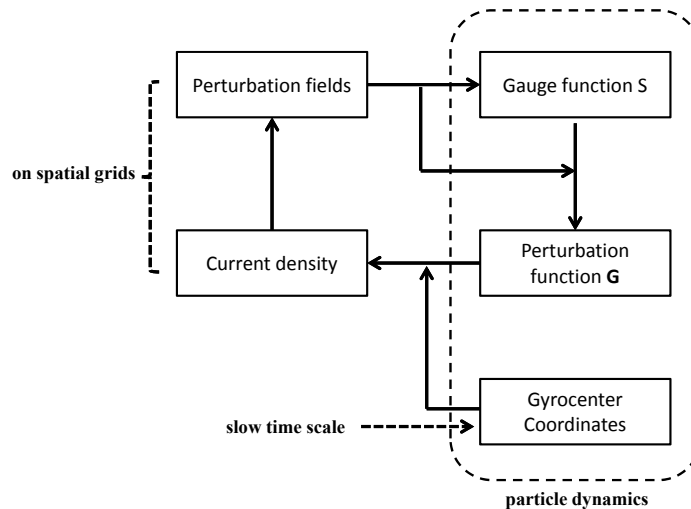 Perturbation fields
Gauge function S
on spatial grids
Current density
Perturbation
function G
slow time scale
Gyrocenter
Coordinates
particle dynamics